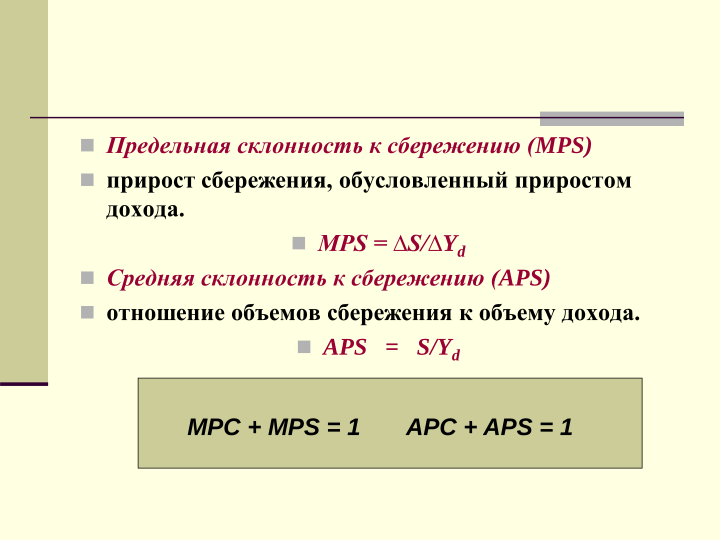 Предельная склонность к сбережению (MPS)
прирост сбережения, обусловленный приростом
дохода.
MPS = ∆S/∆Yd
Средняя склонность к сбережению (APS)
отношение объемов сбережения к объему дохода.
APS = S/Yd
MPC + MPS = 1 APC + APS = 1